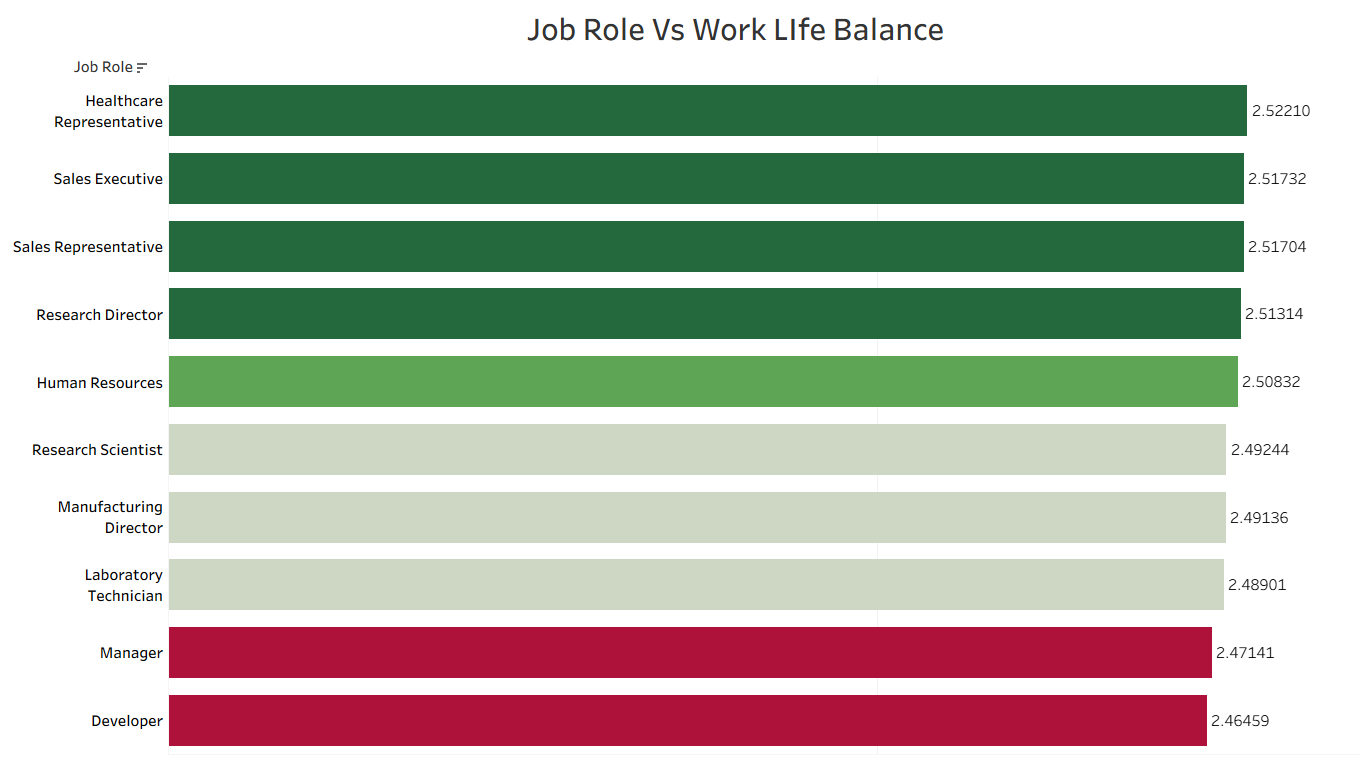 Job Role Vs Work LIfe Balance
Job Role
Healthcare
Representative
2.52210
Sales Executive
2.51732
Sales Representative
2.51704
Research Director
2.51314
Human Resources
2.50832
Research Scientist
2.49244
Manufacturing
Director
2.49136
Laboratory
Technician
2.48901
Manager
2.47141
Developer
2.46459